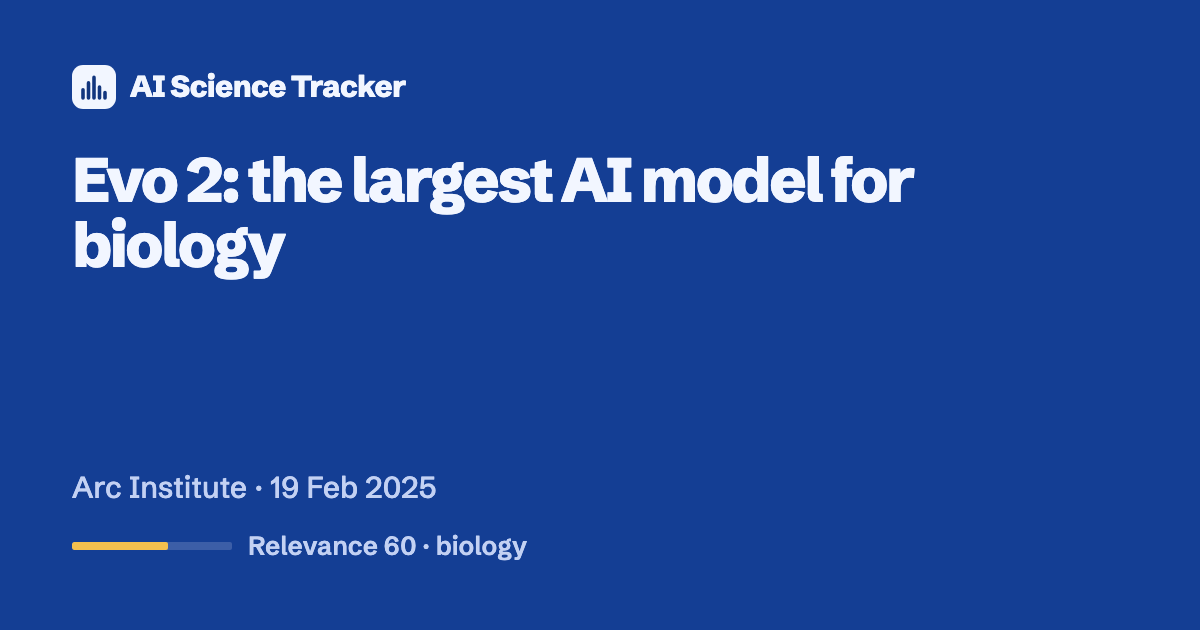 AI Science Tracker
Evo 2: the largest AI model for
biology
Arc Institute · 19 Feb 2025
Relevance 60 · biology